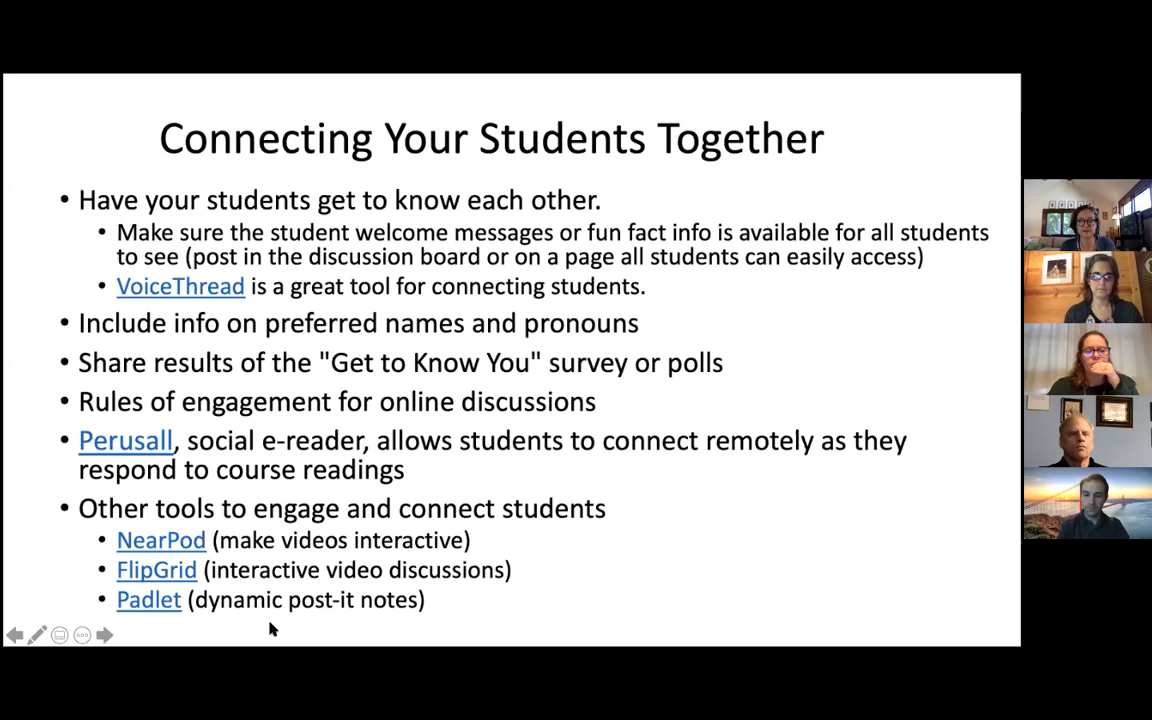 Connecting Your Students Together
• Have your students get to know each other.
• Make sure the student welcome messages or fun fact info is available for all students
to see (post in the discussion board or on a page all students can easily access)
• VoiceThread is a great tool for connecting students.
• Include info on preferred names and pronouns
• Share results of the "Get to Know You" survey or polls
• Rules of engagement for online discussions
• Perusall, social e-reader, allows students to connect remotely as they
respond to course readings
• Other tools to engage and connect students
• NearPod (make videos interactive)
• FlipGrid (interactive video discussions)
• Padlet (dynamic post-it notes)